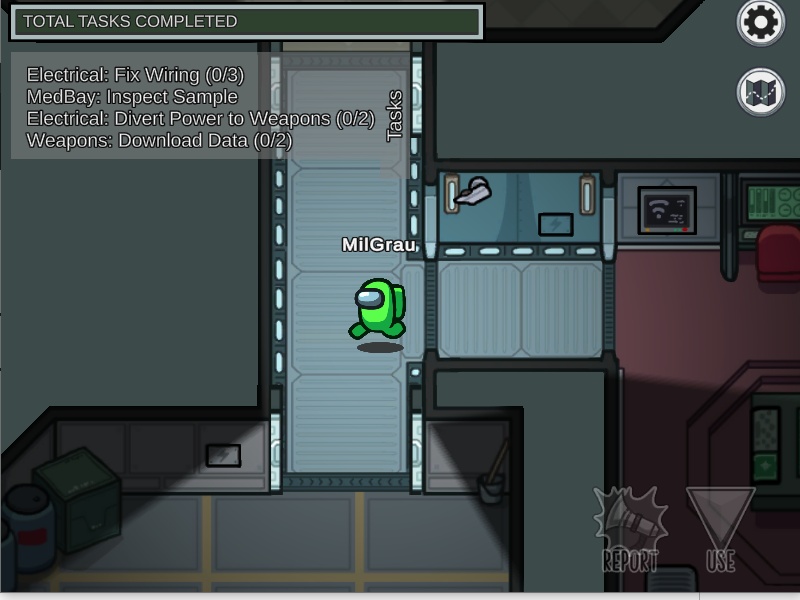 TOTAL TASKS COMPLETED
Electrical: Fix Wiring (0/3)
MedBay: Inspect Sample
Electrical: Divert Power to Weapons (0/2)
Weapons: Download Data (0/2)
Tasks
MilGrau
REPORT
USE